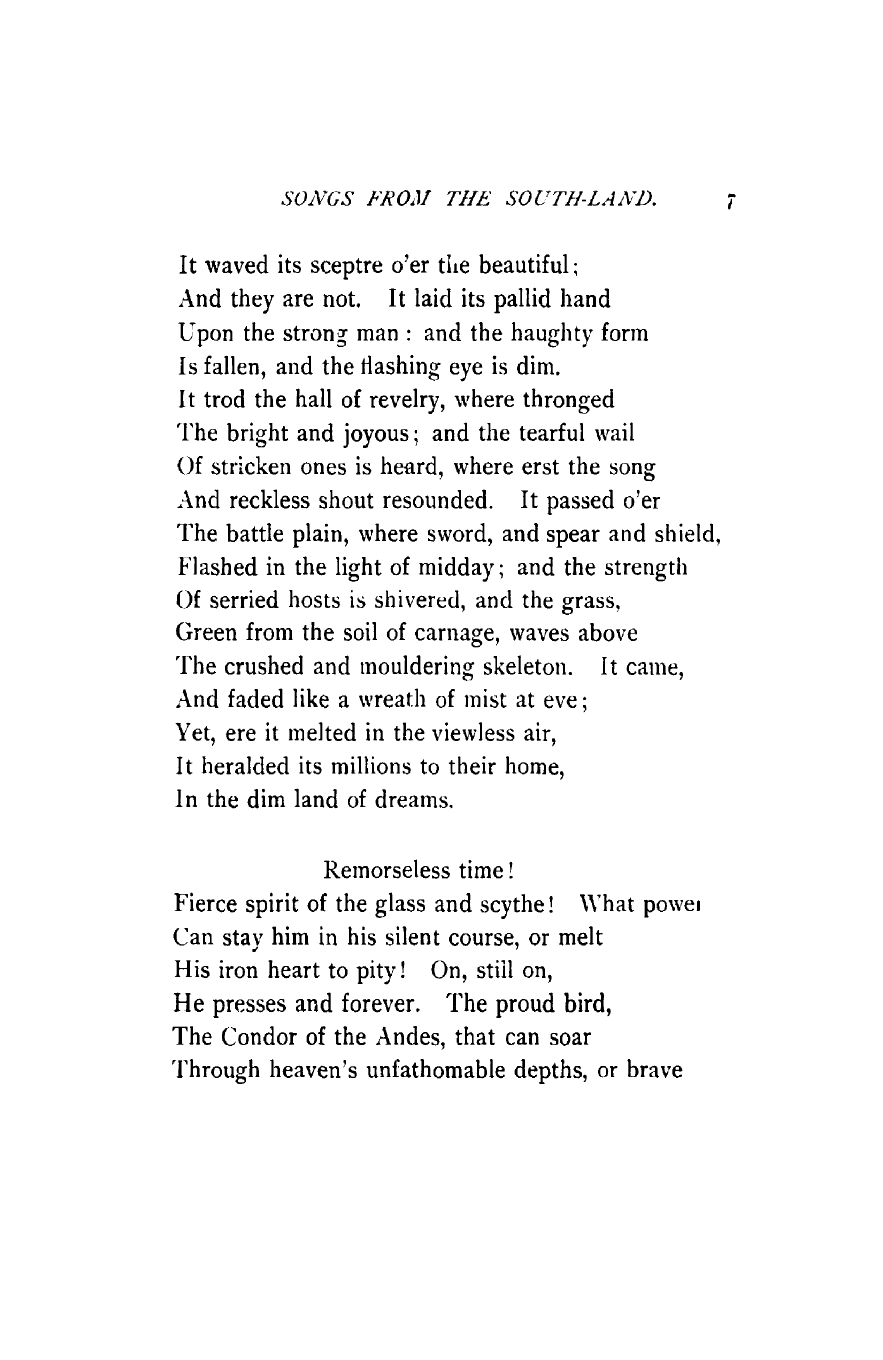 SONGS FROM THE SOUTH-LAND. 7
It waved its sceptre o'er the beautiful;
And they are not. It laid its pallid hand
Upon the strong man : and the haughty form
Is fallen, and the flashing eye is dim.
It trod the hall of revelry, where thronged
The bright and joyous; and the tearful wail
Of stricken ones is heard, where erst the song
And reckless shout resounded. It passed o'er
The battle plain, where sword, and spear and shield,
Flashed in the light of midday; and the strength
Of serried hosts is shivered, and the grass,
Green from the soil of carnage, waves above
The crushed and mouldering skeleton. It came,
And faded like a wreath of mist at eve;
Yet, ere it melted in the viewless air,
It heralded its millions to their home,
In the dim land of dreams.
Remorseless time!
Fierce spirit of the glass and scythe! What power
Can stay him in his silent course, or melt
His iron heart to pity! On, still on,
He presses and forever. The proud bird,
The Condor of the Andes, that can soar
Through heaven's unfathomable depths, or brave